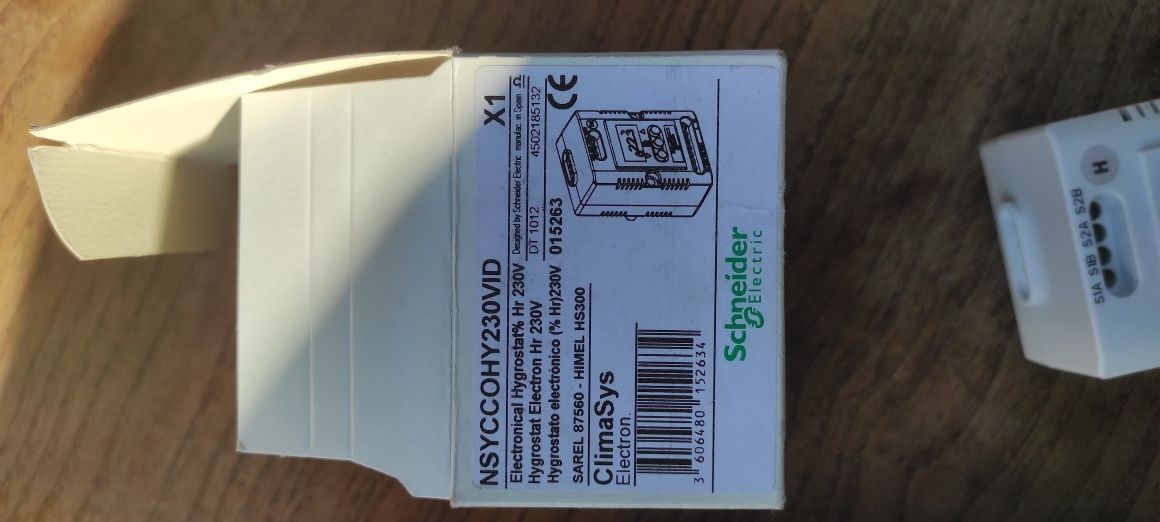 NSYCCOHY230VID X1
Electronical Hygrostat% Hr 230V
Hygrostat Electron Hr 230V
Hygrostato electrónico (% Hr)230V
Designed by Schneider Electric manufac. in Spain
DT 1012 4502185132
015263 CE
SAREL 87560 - HIMEL HS300
ClimaSys
Electron.
3 606480 152634
Schneider
Electric
H
S1A S1B S2A S2B